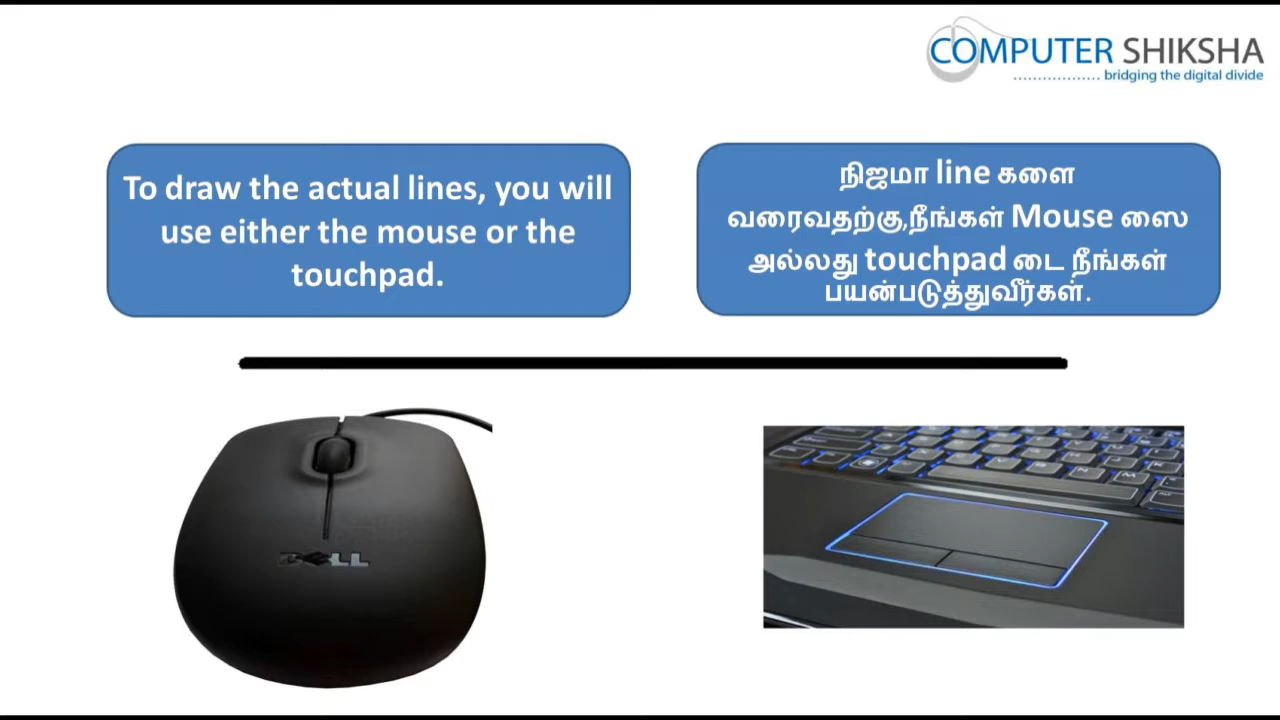 COMPUTER SHIKSHA
bridging the digital divide
To draw the actual lines, you will
use either the mouse or the
touchpad.
நிஜமா line களை
வரைவதற்கு,நீங்கள் Mouse ஸை
அல்லது touchpad டை நீங்கள்
பயன்படுத்துவீர்கள்.
DELL